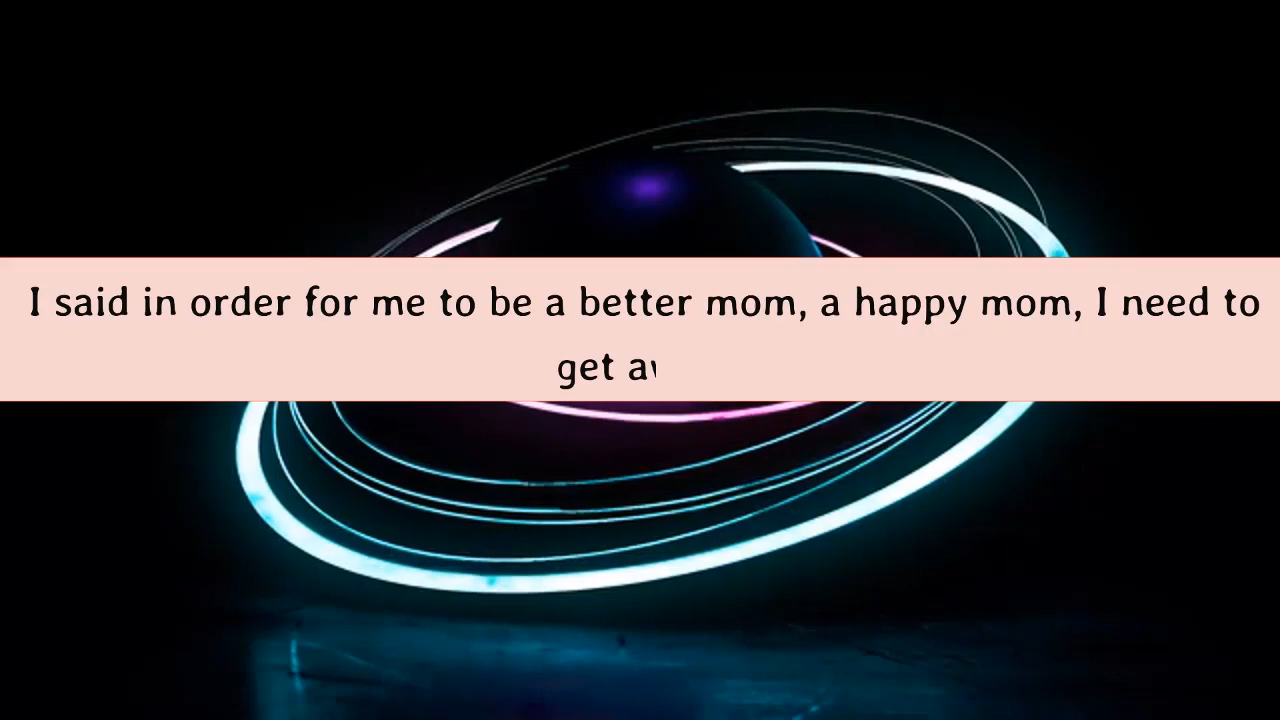 I said in order for me to be a better mom, a happy mom, I need to
get